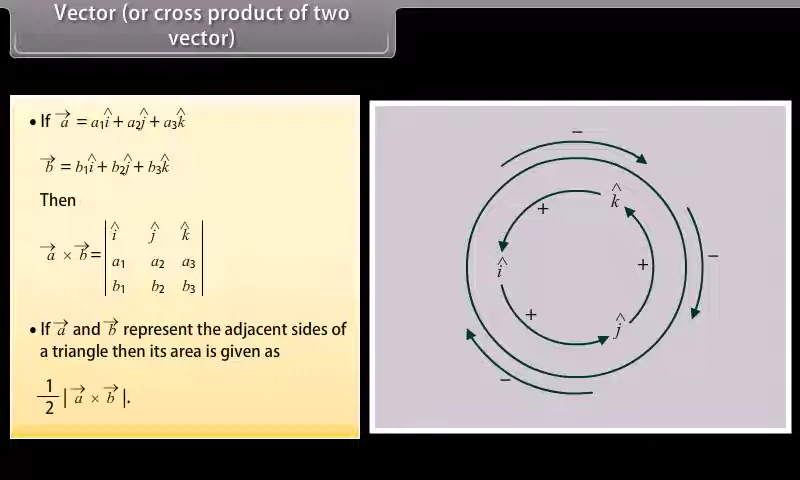 Vector (or cross product of two
vector)
• If a⃗ = a₁î + a₂ĵ + a₃k̂
b⃗ = b₁î + b₂ĵ + b₃k̂
Then
a⃗ × b⃗ = | î ĵ k̂ |
| a₁ a₂ a₃ |
| b₁ b₂ b₃ |
• If a⃗ and b⃗ represent the adjacent sides of
a triangle then its area is given as
1/2 | a⃗ × b⃗ |.
−
k̂
+
−
î
+
+
ĵ
−